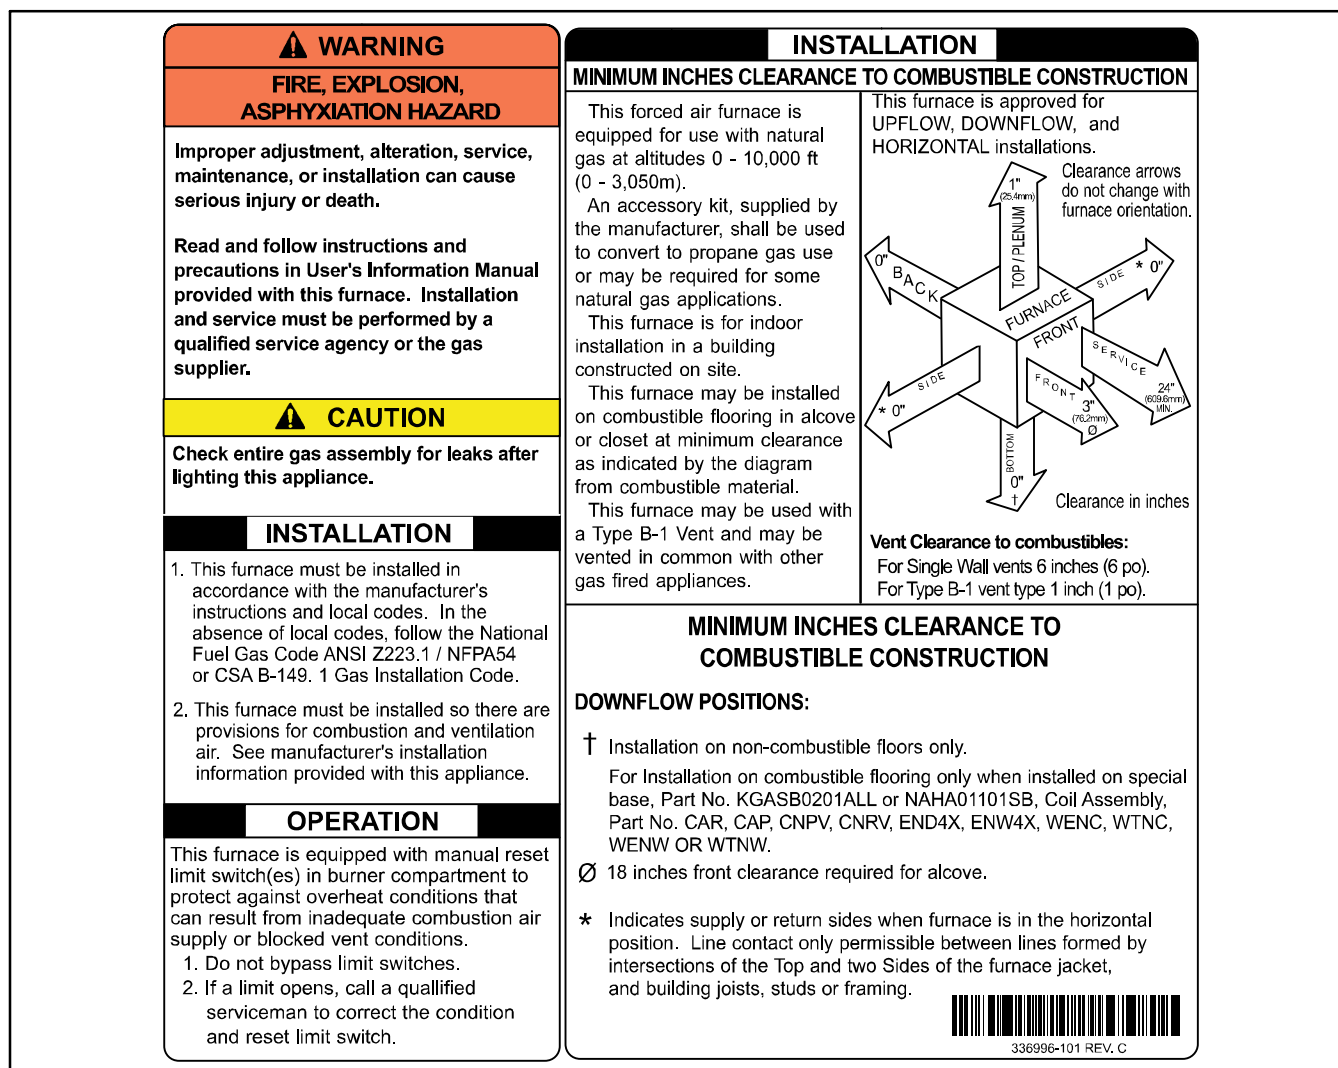 ⚠ WARNING
FIRE, EXPLOSION,
ASPHYXIATION HAZARD
Improper adjustment, alteration, service,
maintenance, or installation can cause
serious injury or death.
Read and follow instructions and
precautions in User's Information Manual
provided with this furnace. Installation
and service must be performed by a
qualified service agency or the gas
supplier.
⚠ CAUTION
Check entire gas assembly for leaks after
lighting this appliance.
INSTALLATION
1. This furnace must be installed in
accordance with the manufacturer's
instructions and local codes. In the
absence of local codes, follow the National
Fuel Gas Code ANSI Z223.1 / NFPA54
or CSA B-149. 1 Gas Installation Code.
2. This furnace must be installed so there are
provisions for combustion and ventilation
air. See manufacturer's installation
information provided with this appliance.
OPERATION
This furnace is equipped with manual reset
limit switch(es) in burner compartment to
protect against overheat conditions that
can result from inadequate combustion air
supply or blocked vent conditions.
1. Do not bypass limit switches.
2. If a limit opens, call a quallified
serviceman to correct the condition
and reset limit switch.
INSTALLATION
MINIMUM INCHES CLEARANCE TO COMBUSTIBLE CONSTRUCTION
This forced air furnace is
equipped for use with natural
gas at altitudes 0 - 10,000 ft
(0 - 3,050m).
An accessory kit, supplied by
the manufacturer, shall be used
to convert to propane gas use
or may be required for some
natural gas applications.
This furnace is for indoor
installation in a building
constructed on site.
This furnace may be installed
on combustible flooring in alcove
or closet at minimum clearance
as indicated by the diagram
from combustible material.
This furnace may be used with
a Type B-1 Vent and may be
vented in common with other
gas fired appliances.
This furnace is approved for
UPFLOW, DOWNFLOW, and
HORIZONTAL installations.
Clearance arrows
do not change with
furnace orientation.
1"
(25.4mm)
TOP / PLENUM
0"
BACK
SIDE * 0"
FURNACE
FRONT
SERVICE
24"
(609.6mm)
MIN.
SIDE
* 0"
FRONT
3"
(76.2mm)
Ø
BOTTOM
0"
†
Clearance in inches
Vent Clearance to combustibles:
For Single Wall vents 6 inches (6 po).
For Type B-1 vent type 1 inch (1 po).
MINIMUM INCHES CLEARANCE TO
COMBUSTIBLE CONSTRUCTION
DOWNFLOW POSITIONS:
† Installation on non-combustible floors only.
For Installation on combustible flooring only when installed on special
base, Part No. KGASB0201ALL or NAHA01101SB, Coil Assembly,
Part No. CAR, CAP, CNPV, CNRV, END4X, ENW4X, WENC, WTNC,
WENW OR WTNW.
Ø 18 inches front clearance required for alcove.
* Indicates supply or return sides when furnace is in the horizontal
position. Line contact only permissible between lines formed by
intersections of the Top and two Sides of the furnace jacket,
and building joists, studs or framing.
336996-101 REV. C